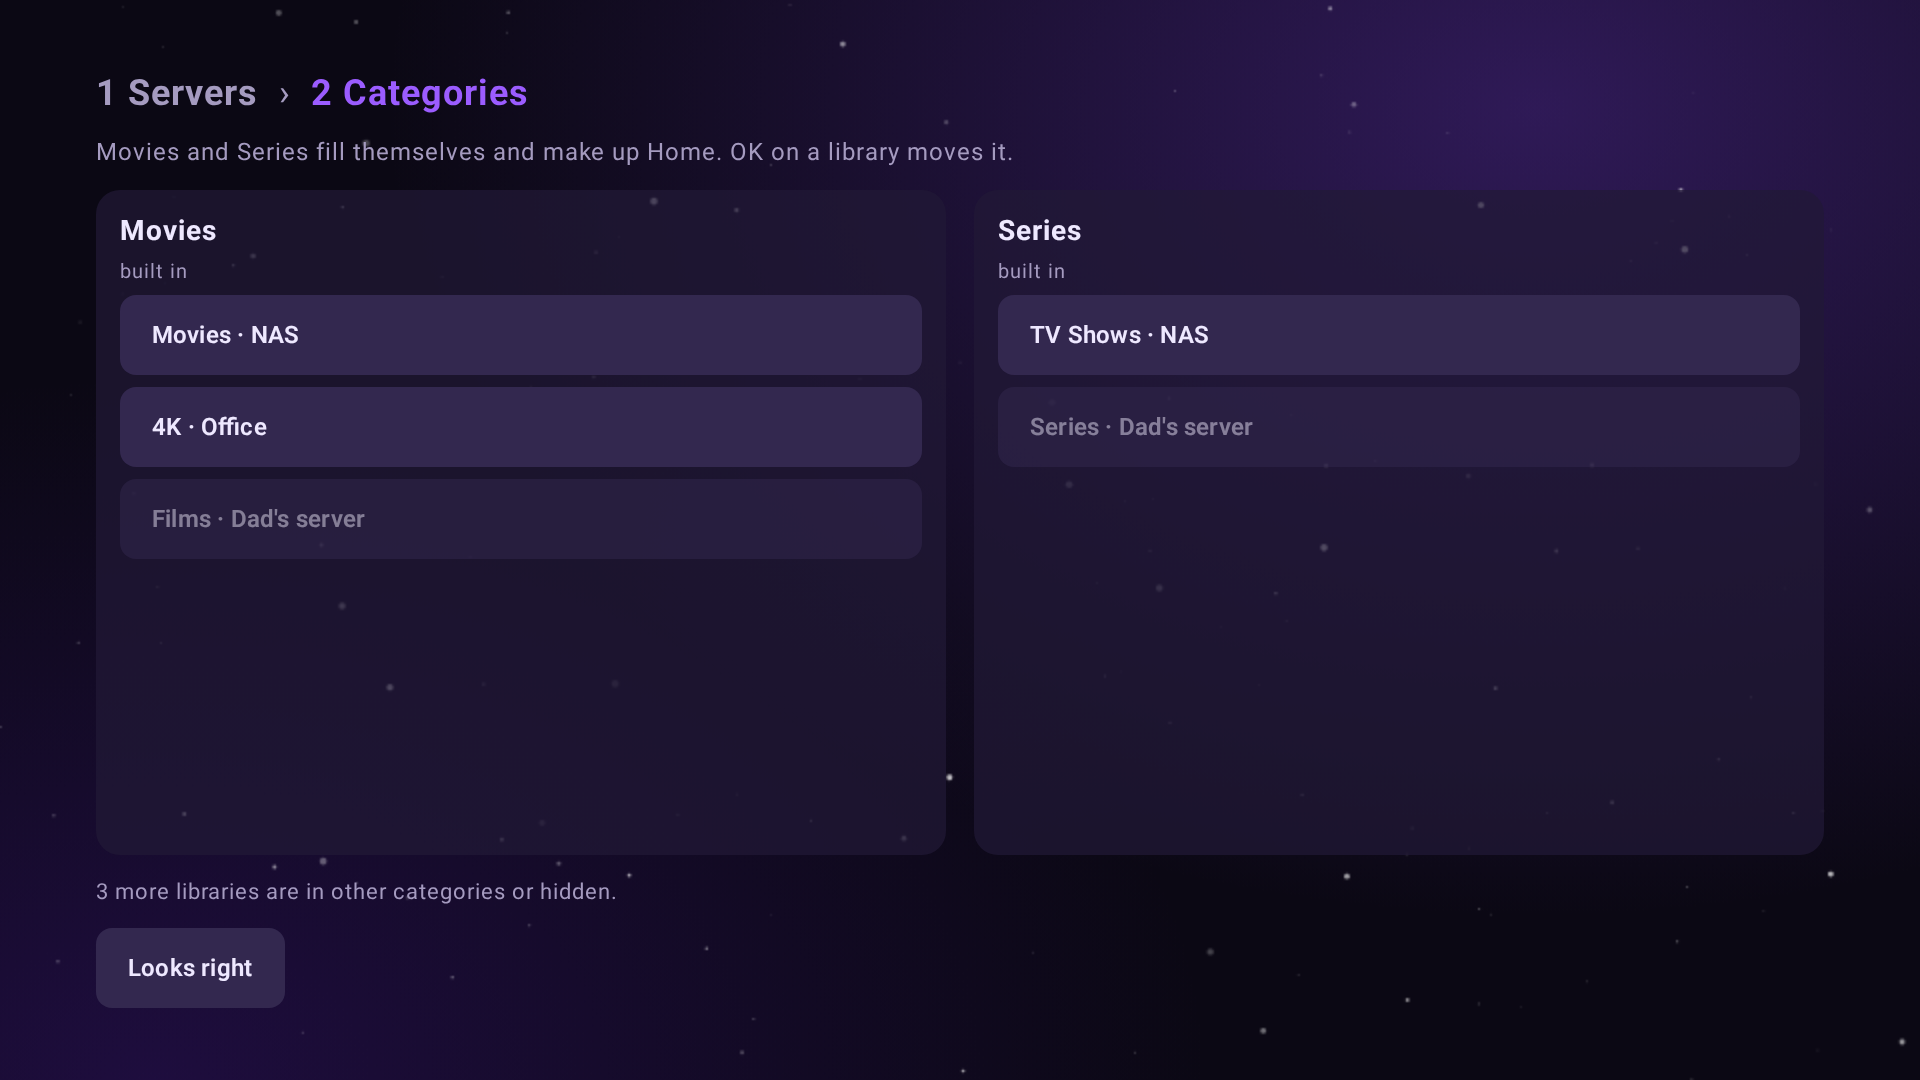 1 Servers › 2 Categories
Movies and Series fill themselves and make up Home. OK on a library moves it.
Movies
built in
Movies · NAS
4K · Office
Films · Dad's server
Series
built in
TV Shows · NAS
Series · Dad's server
3 more libraries are in other categories or hidden.
Looks right